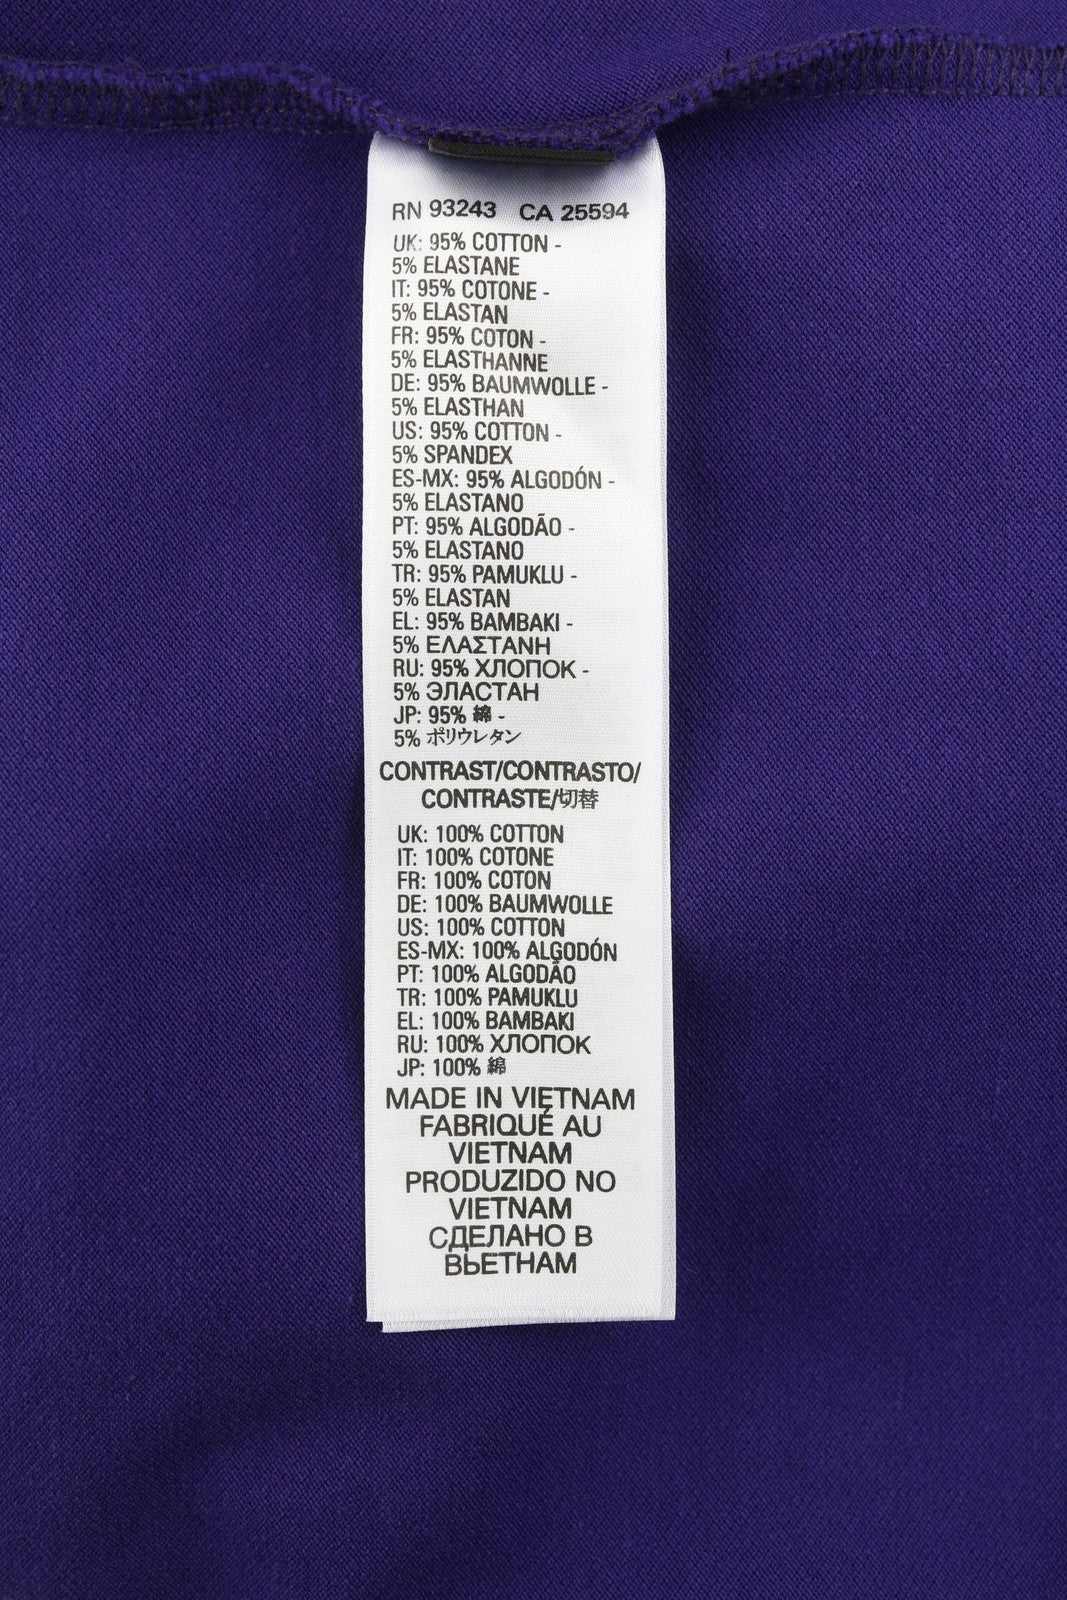 RN 93243 CA 25594
UK: 95% COTTON -
5% ELASTANE
IT: 95% COTONE -
5% ELASTAN
FR: 95% COTON -
5% ELASTHANNE
DE: 95% BAUMWOLLE -
5% ELASTHAN
US: 95% COTTON -
5% SPANDEX
ES-MX: 95% ALGODÓN -
5% ELASTANO
PT: 95% ALGODÃO -
5% ELASTANO
TR: 95% PAMUKLU -
5% ELASTAN
EL: 95% BAMBAKI -
5% ΕΛΑΣΤΑΝΗ
RU: 95% ХЛОПОК -
5% ЭЛАСТАН
JP: 95% 綿 -
5% ポリウレタン
CONTRAST/CONTRASTO/
CONTRASTE/切替
UK: 100% COTTON
IT: 100% COTONE
FR: 100% COTON
DE: 100% BAUMWOLLE
US: 100% COTTON
ES-MX: 100% ALGODÓN
PT: 100% ALGODÃO
TR: 100% PAMUKLU
EL: 100% BAMBAKI
RU: 100% ХЛОПОК
JP: 100% 綿
MADE IN VIETNAM
FABRIQUÉ AU
VIETNAM
PRODUZIDO NO
VIETNAM
СДЕЛАНО В
ВЬЕТНАМ